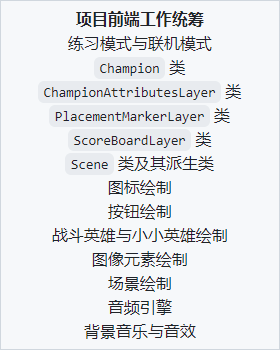 项目前端工作统筹
练习模式与联机模式
Champion 类
ChampionAttributesLayer 类
PlacementMarkerLayer 类
ScoreBoardLayer 类
Scene 类及其派生类
图标绘制
按钮绘制
战斗英雄与小小英雄绘制
图像元素绘制
场景绘制
音频引擎
背景音乐与音效